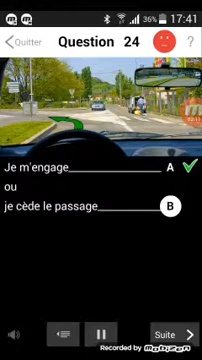 36% 17:41
Quitter Question 24 ?
Je m'engage A
ou
je cède le passage B
Suite
Recorded by Mobizen